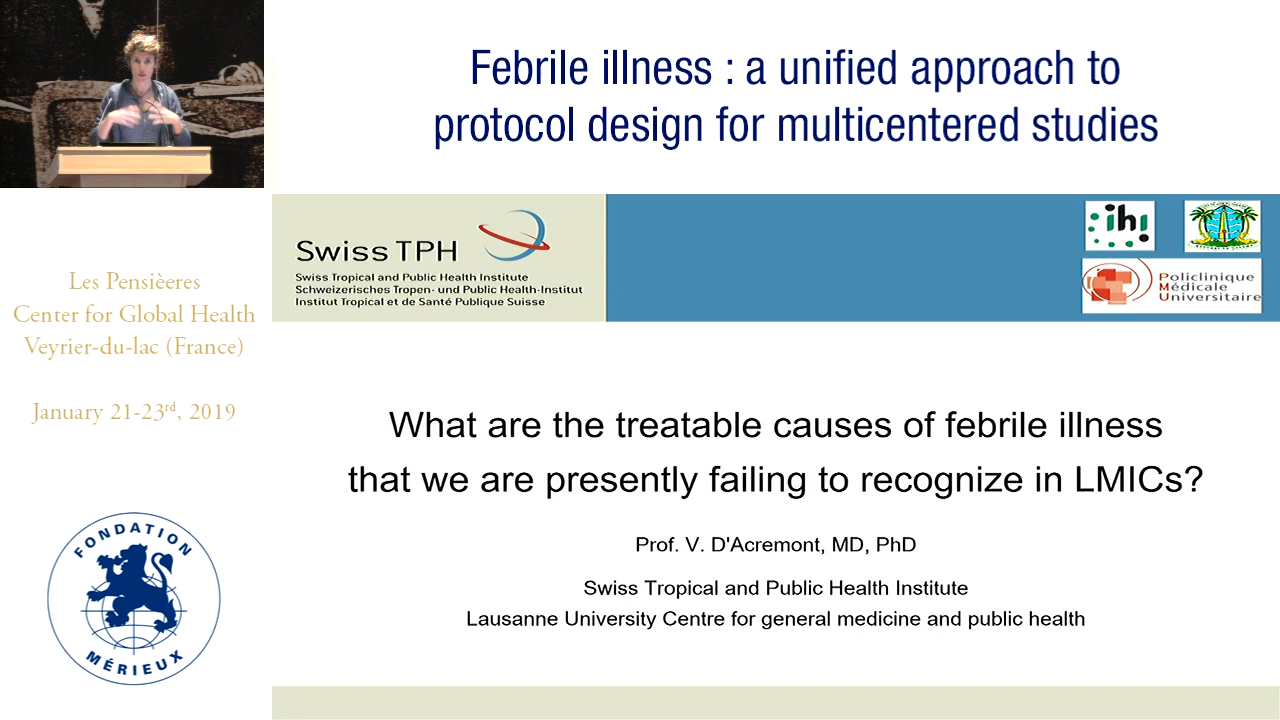 Febrile illness : a unified approach to
protocol design for multicentered studies
Les Pensièeres
Center for Global Health
Veyrier-du-lac (France)
January 21-23rd, 2019
FONDATION
MÉRIEUX
Swiss TPH
Swiss Tropical and Public Health Institute
Schweizerisches Tropen- und Public Health-Institut
Institut Tropical et de Santé Publique Suisse
ihi
Policlinique
Médicale
Universitaire
What are the treatable causes of febrile illness
that we are presently failing to recognize in LMICs?
Prof. V. D'Acremont, MD, PhD
Swiss Tropical and Public Health Institute
Lausanne University Centre for general medicine and public health